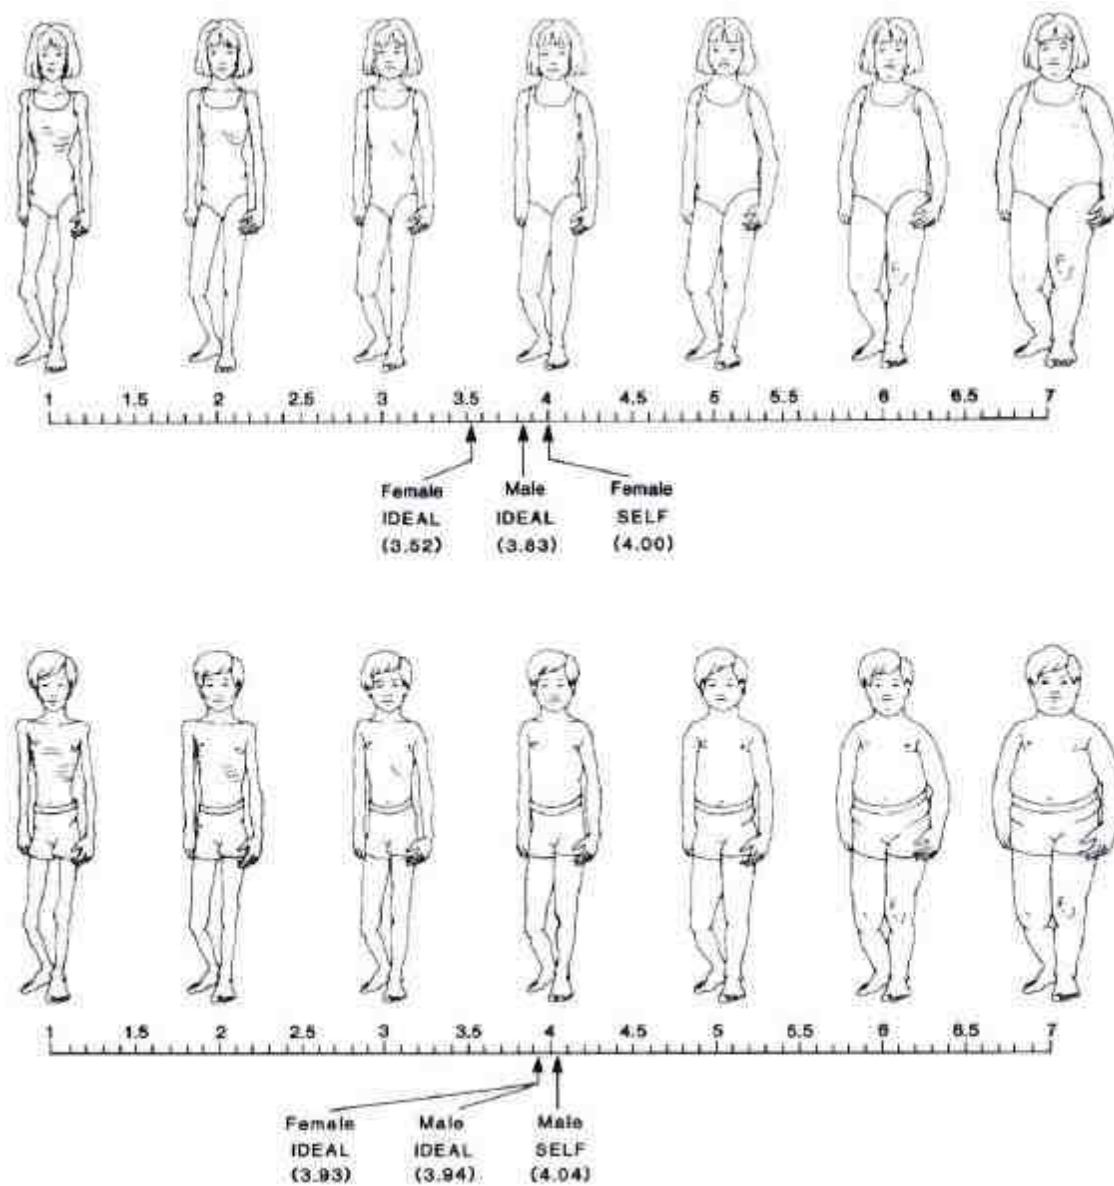 1 1.5 2 2.5 3 3.5 4 4.5 5 5.5 6 6.5 7
Female Male Female
IDEAL IDEAL SELF
(3.52) (3.83) (4.00)
1 1.5 2 2.5 3 3.5 4 4.5 5 5.5 6 6.5 7
Female Male Male
IDEAL IDEAL SELF
(3.93) (3.94) (4.04)